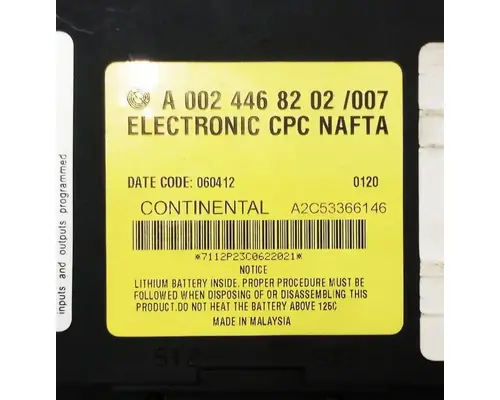 inputs and outputs programmed
A 002 446 82 02 /007
ELECTRONIC CPC NAFTA
DATE CODE: 060412 0120
CONTINENTAL A2C53366146
*7112P23C0622021*
NOTICE
LITHIUM BATTERY INSIDE. PROPER PROCEDURE MUST BE
FOLLOWED WHEN DISPOSING OF OR DISASSEMBLING THIS
PRODUCT.DO NOT HEAT THE BATTERY ABOVE 125C
MADE IN MALAYSIA